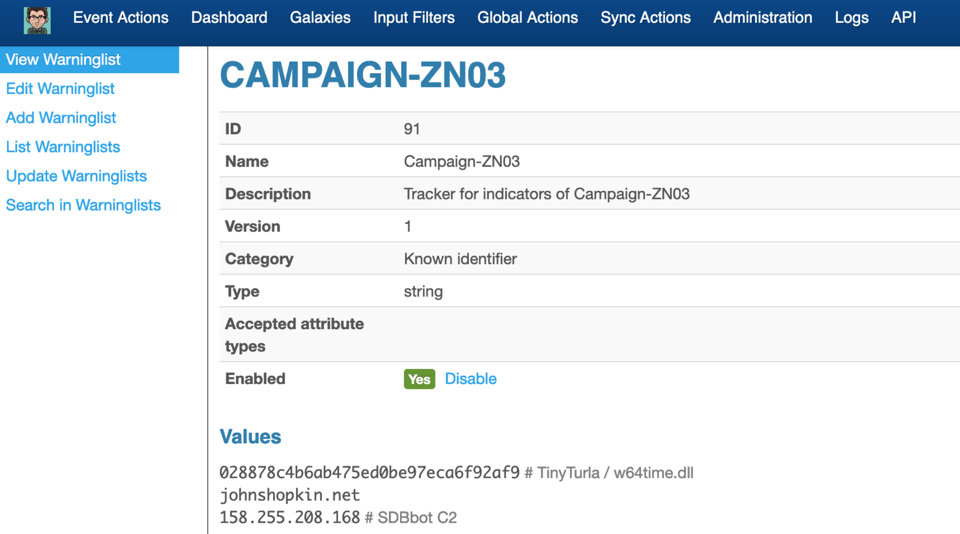 Event Actions Dashboard Galaxies Input Filters Global Actions Sync Actions Administration Logs API
View Warninglist
Edit Warninglist
Add Warninglist
List Warninglists
Update Warninglists
Search in Warninglists
CAMPAIGN-ZN03
ID 91
Name Campaign-ZN03
Description Tracker for indicators of Campaign-ZN03
Version 1
Category Known identifier
Type string
Accepted attribute
types
Enabled Yes Disable
Values
028878c4b6ab475ed0be97eca6f92af9 # TinyTurla / w64time.dll
johnshopkin.net
158.255.208.168 # SDBbot C2